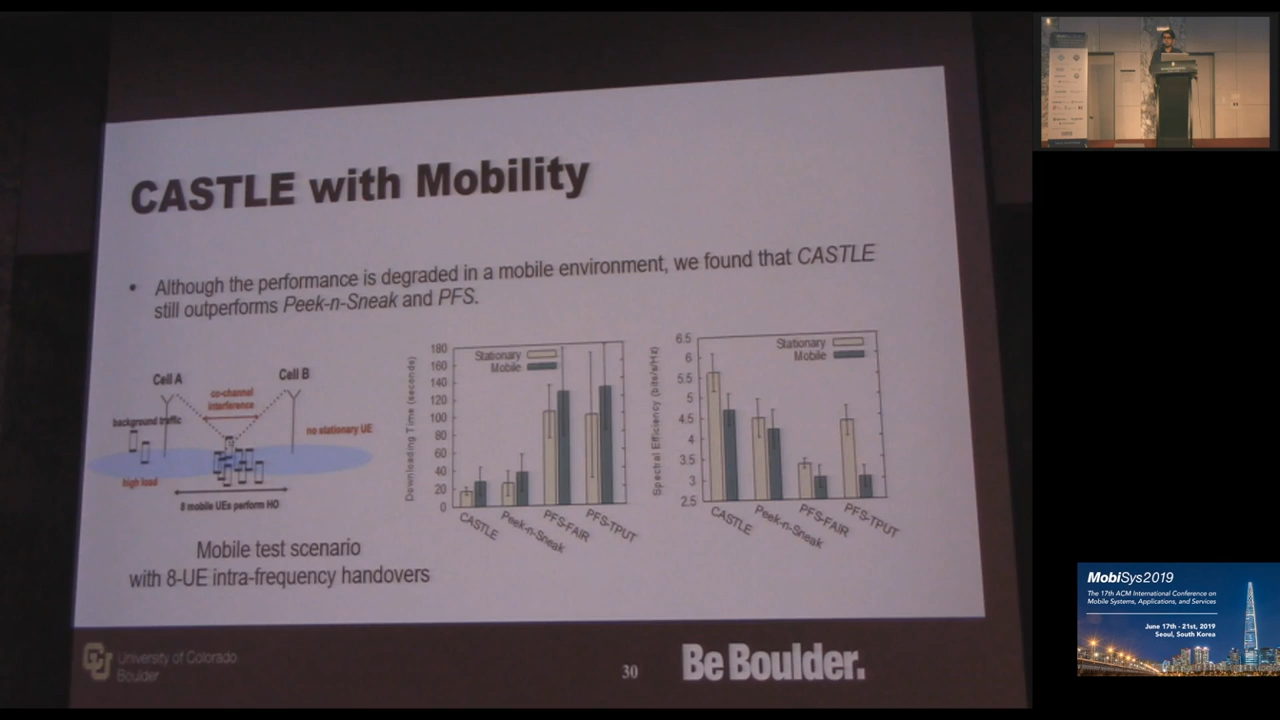 CASTLE with Mobility
• Although the performance is degraded in a mobile environment, we found that CASTLE
still outperforms Peek-n-Sneak and PFS.
Cell A
Cell B
co-channel
interference
background traffic
no stationary UE
high load
8 mobile UEs perform HO
Mobile test scenario
with 8-UE intra-frequency handovers
Downloading Time (seconds)
180
160
140
120
100
80
60
40
20
0
Stationary
Mobile
CASTLE
Peek-n-Sneak
PFS-FAIR
PFS-TPUT
Spectral Efficiency (bits/s/Hz)
6.5
6
5.5
5
4.5
4
3.5
3
2.5
Stationary
Mobile
CASTLE
Peek-n-Sneak
PFS-FAIR
PFS-TPUT
CU
University of Colorado
Boulder
30
Be Boulder.
MobiSys2019
The 17th ACM International Conference on
Mobile Systems, Applications, and Services
June 17th - 21st, 2019
Seoul, South Korea